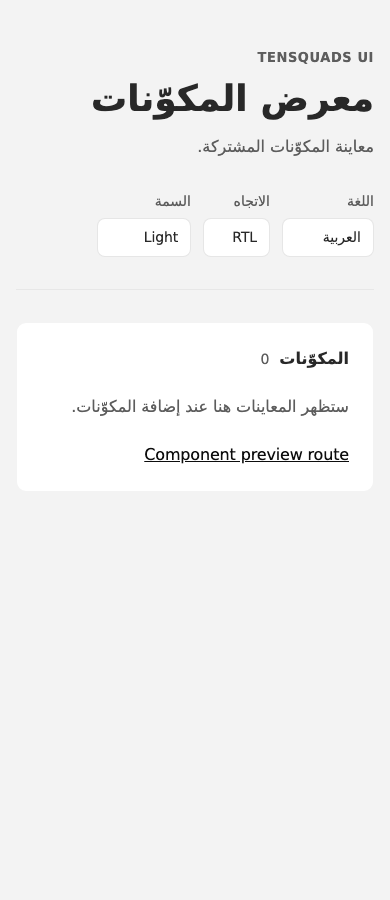 TENSQUADS UI
معرض المكوّنات
معاينة المكوّنات المشتركة.
اللغة الاتجاه السمة
العربية RTL Light
المكوّنات 0
ستظهر المعاينات هنا عند إضافة المكوّنات.
Component preview route